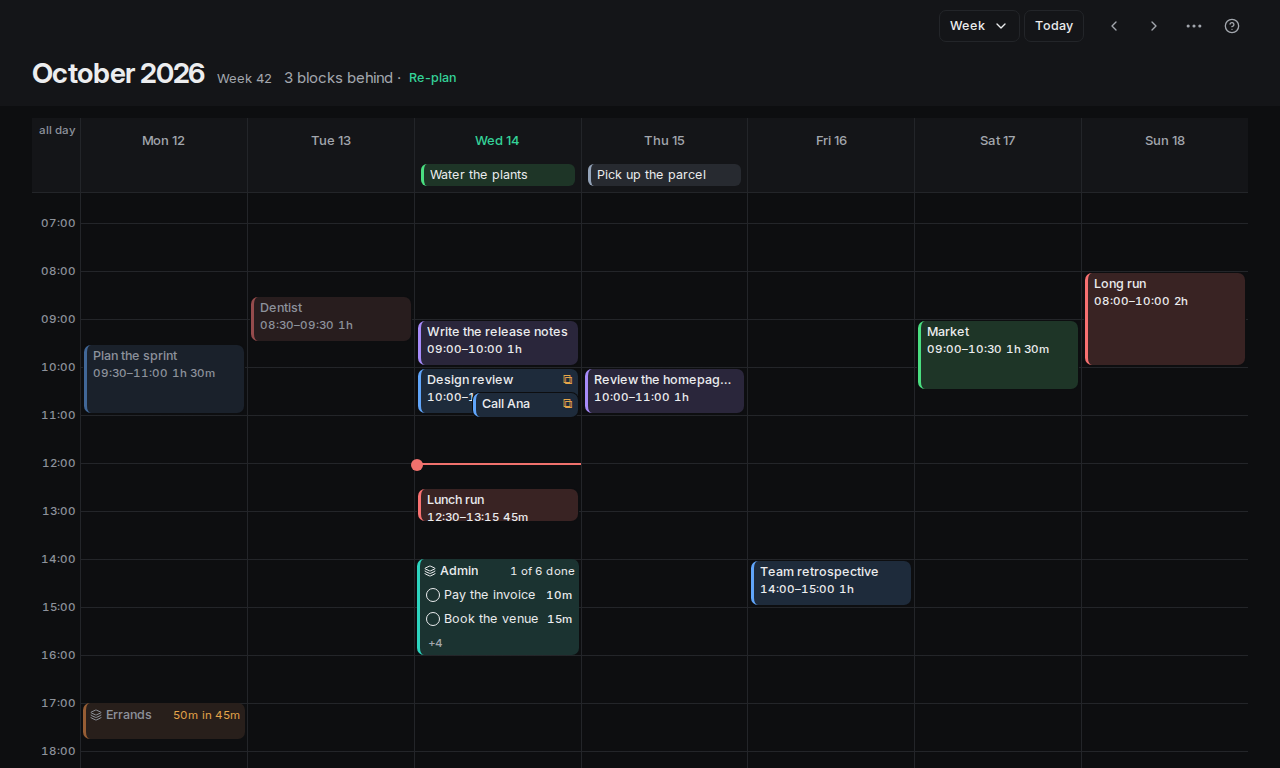 Week
Today
October 2026 Week 42 3 blocks behind · Re-plan
all day
Mon 12
Tue 13
Wed 14
Thu 15
Fri 16
Sat 17
Sun 18
Water the plants
Pick up the parcel
07:00
08:00
09:00
10:00
11:00
12:00
13:00
14:00
15:00
16:00
17:00
18:00
Plan the sprint
09:30–11:00 1h 30m
Errands 50m in 45m
Dentist
08:30–09:30 1h
Write the release notes
09:00–10:00 1h
Design review
10:00–1
Call Ana
Lunch run
12:30–13:15 45m
Admin 1 of 6 done
Pay the invoice 10m
Book the venue 15m
+4
Review the homepag...
10:00–11:00 1h
Team retrospective
14:00–15:00 1h
Market
09:00–10:30 1h 30m
Long run
08:00–10:00 2h